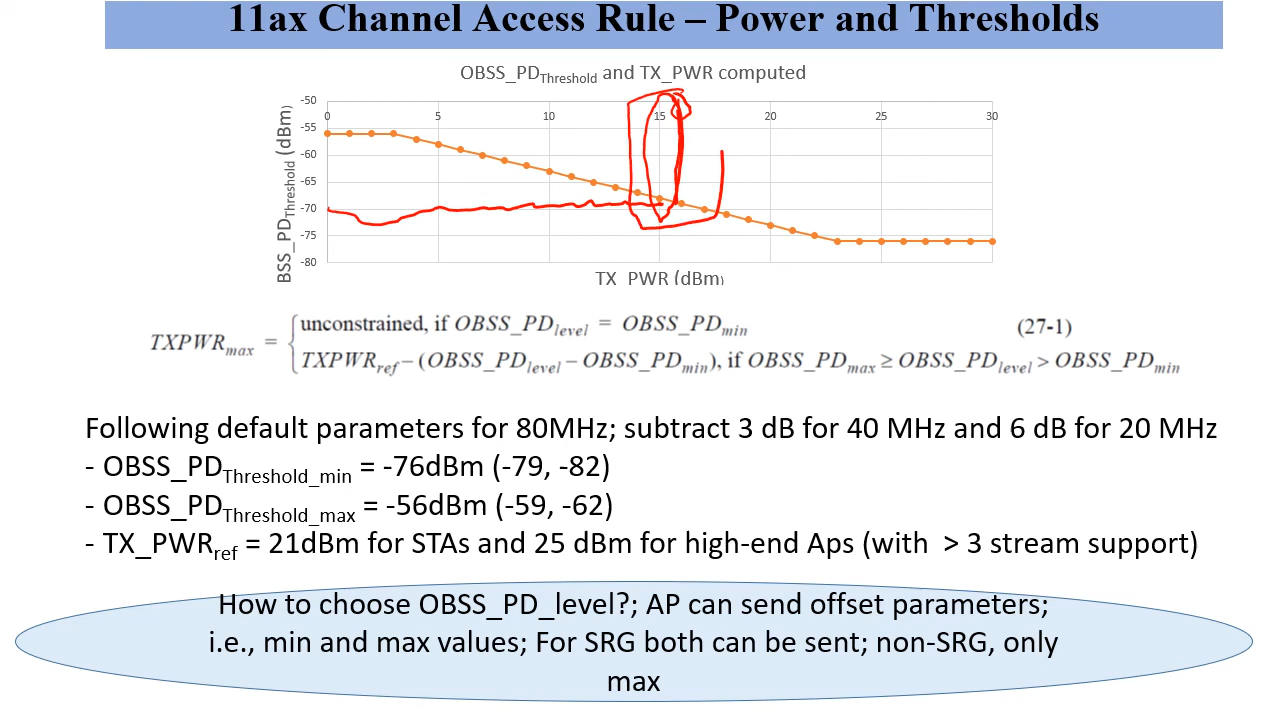 11ax Channel Access Rule – Power and Thresholds
OBSS_PDThreshold and TX_PWR computed
BSS_PDThreshold (dBm)
-50
-55
-60
-65
-70
-75
-80
0 5 10 15 20 25 30
TX_PWR (dBm)
TXPWRmax = unconstrained, if OBSS_PDlevel = OBSS_PDmin (27-1)
TXPWRref – (OBSS_PDlevel – OBSS_PDmin), if OBSS_PDmax ≥ OBSS_PDlevel > OBSS_PDmin
Following default parameters for 80MHz; subtract 3 dB for 40 MHz and 6 dB for 20 MHz
- OBSS_PDThreshold_min = -76dBm (-79, -82)
- OBSS_PDThreshold_max = -56dBm (-59, -62)
- TX_PWRref = 21dBm for STAs and 25 dBm for high-end Aps (with > 3 stream support)
How to choose OBSS_PD_level?; AP can send offset parameters;
i.e., min and max values; For SRG both can be sent; non-SRG, only
max